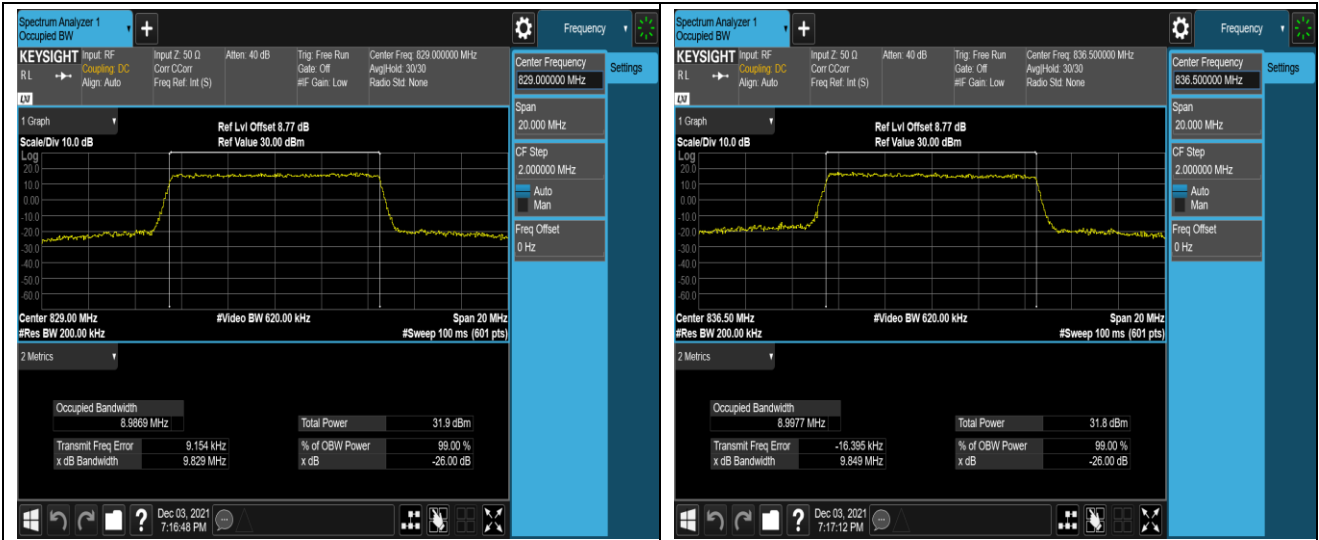 Spectrum Analyzer 1
Occupied BW
+
Frequency
KEYSIGHT
RL
LXI
Input: RF
Coupling: DC
Align: Auto
Input Z: 50 Ω
Corr CCorr
Freq Ref: Int (S)
Atten: 40 dB
Trig: Free Run
Gate: Off
#IF Gain: Low
Center Freq: 829.000000 MHz
Avg|Hold: 30/30
Radio Std: None
Center Frequency
829.000000 MHz
Settings
Span
20.000 MHz
CF Step
2.000000 MHz
Auto
Man
Freq Offset
0 Hz
1 Graph
Scale/Div 10.0 dB
Ref Lvl Offset 8.77 dB
Ref Value 30.00 dBm
Log
20.0
10.0
0.00
-10.0
-20.0
-30.0
-40.0
-50.0
-60.0
Center 829.00 MHz
#Video BW 620.00 kHz
Span 20 MHz
#Res BW 200.00 kHz
#Sweep 100 ms (601 pts)
2 Metrics
Occupied Bandwidth
8.9869 MHz
Total Power 31.9 dBm
Transmit Freq Error 9.154 kHz
% of OBW Power 99.00 %
x dB Bandwidth 9.829 MHz
x dB -26.00 dB
?
Dec 03, 2021
7:16:48 PM
Spectrum Analyzer 1
Occupied BW
+
Frequency
KEYSIGHT
RL
LXI
Input: RF
Coupling: DC
Align: Auto
Input Z: 50 Ω
Corr CCorr
Freq Ref: Int (S)
Atten: 40 dB
Trig: Free Run
Gate: Off
#IF Gain: Low
Center Freq: 836.500000 MHz
Avg|Hold: 30/30
Radio Std: None
Center Frequency
836.500000 MHz
Settings
Span
20.000 MHz
CF Step
2.000000 MHz
Auto
Man
Freq Offset
0 Hz
1 Graph
Scale/Div 10.0 dB
Ref Lvl Offset 8.77 dB
Ref Value 30.00 dBm
Log
20.0
10.0
0.00
-10.0
-20.0
-30.0
-40.0
-50.0
-60.0
Center 836.50 MHz
#Video BW 620.00 kHz
Span 20 MHz
#Res BW 200.00 kHz
#Sweep 100 ms (601 pts)
2 Metrics
Occupied Bandwidth
8.9977 MHz
Total Power 31.8 dBm
Transmit Freq Error -16.395 kHz
% of OBW Power 99.00 %
x dB Bandwidth 9.849 MHz
x dB -26.00 dB
?
Dec 03, 2021
7:17:12 PM